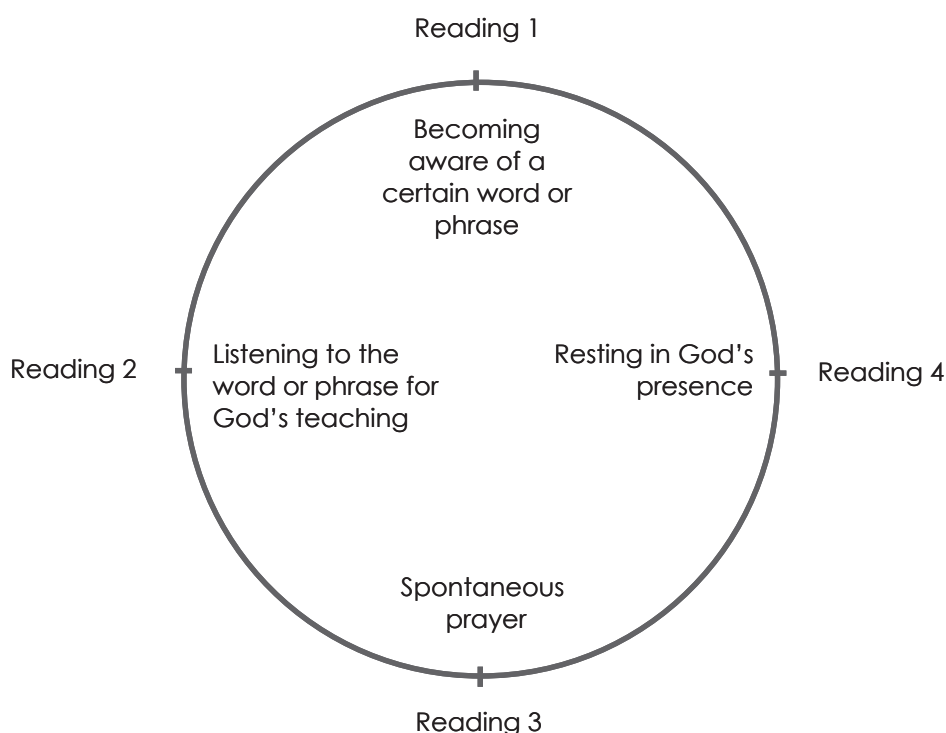 Reading 1
Becoming
aware of a
certain word or
phrase
Reading 2
Listening to the
word or phrase for
God’s teaching
Resting in God’s
presence
Reading 4
Spontaneous
prayer
Reading 3